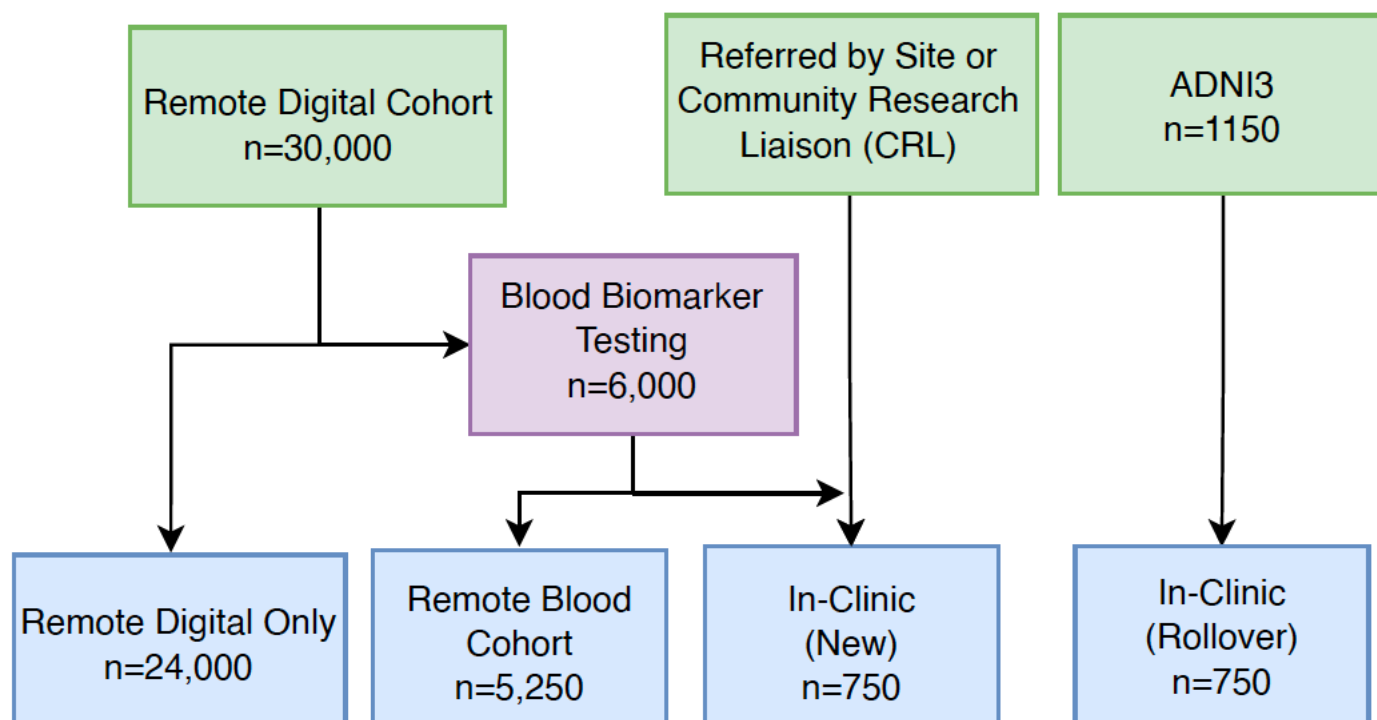 Remote Digital Cohort
n=30,000
Referred by Site or
Community Research
Liaison (CRL)
ADNI3
n=1150
Blood Biomarker
Testing
n=6,000
Remote Digital Only
n=24,000
Remote Blood
Cohort
n=5,250
In-Clinic
(New)
n=750
In-Clinic
(Rollover)
n=750